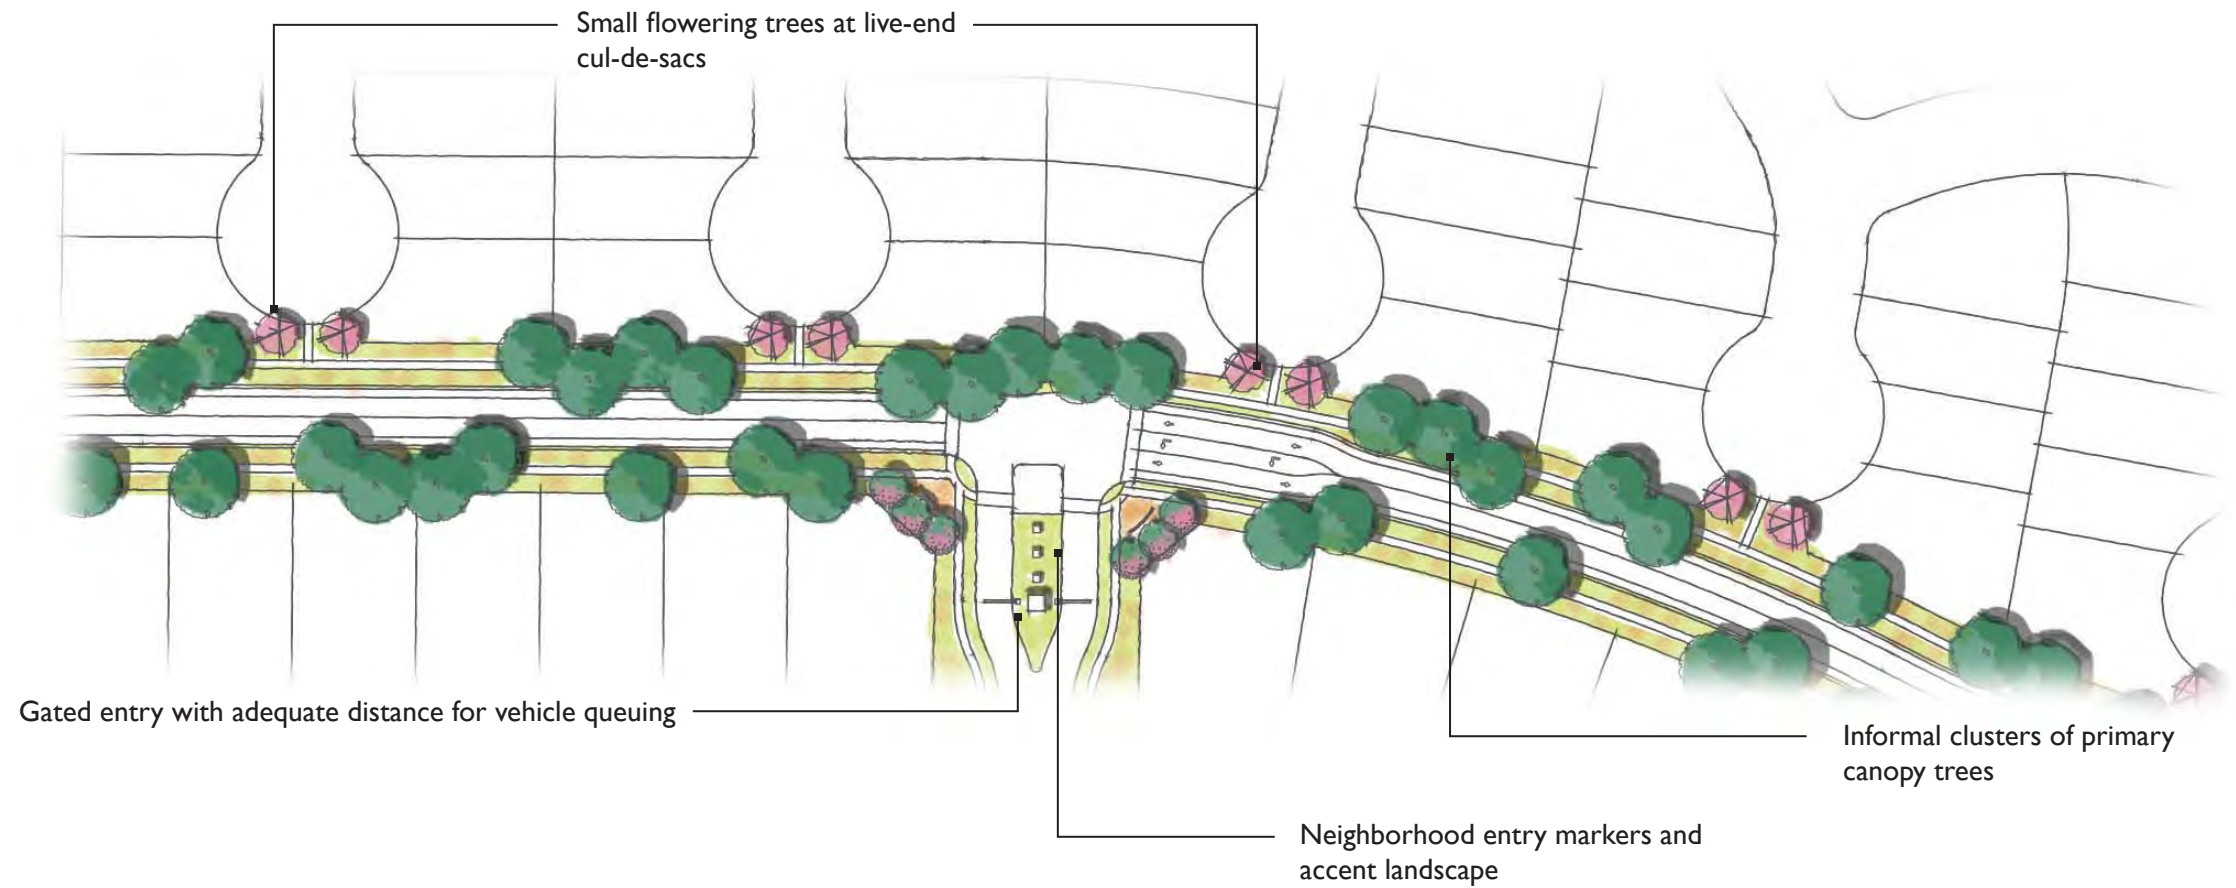 Small flowering trees at live-end
cul-de-sacs
Gated entry with adequate distance for vehicle queuing
Informal clusters of primary
canopy trees
Neighborhood entry markers and
accent landscape